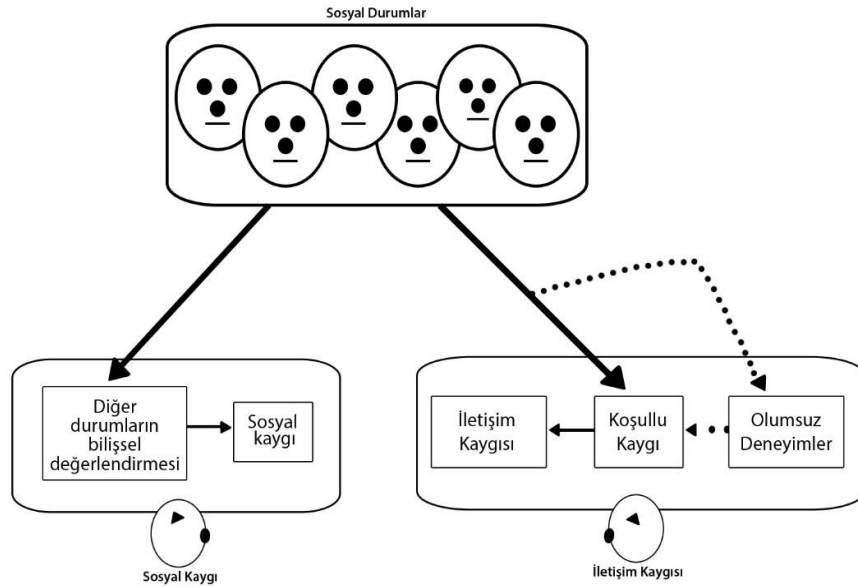 Sosyal Durumlar
Diğer
durumların
bilişsel
değerlendirmesi
Sosyal
kaygı
İletişim
Kaygısı
Koşullu
Kaygı
Olumsuz
Deneyimler
Sosyal Kaygı
İletişim Kaygısı